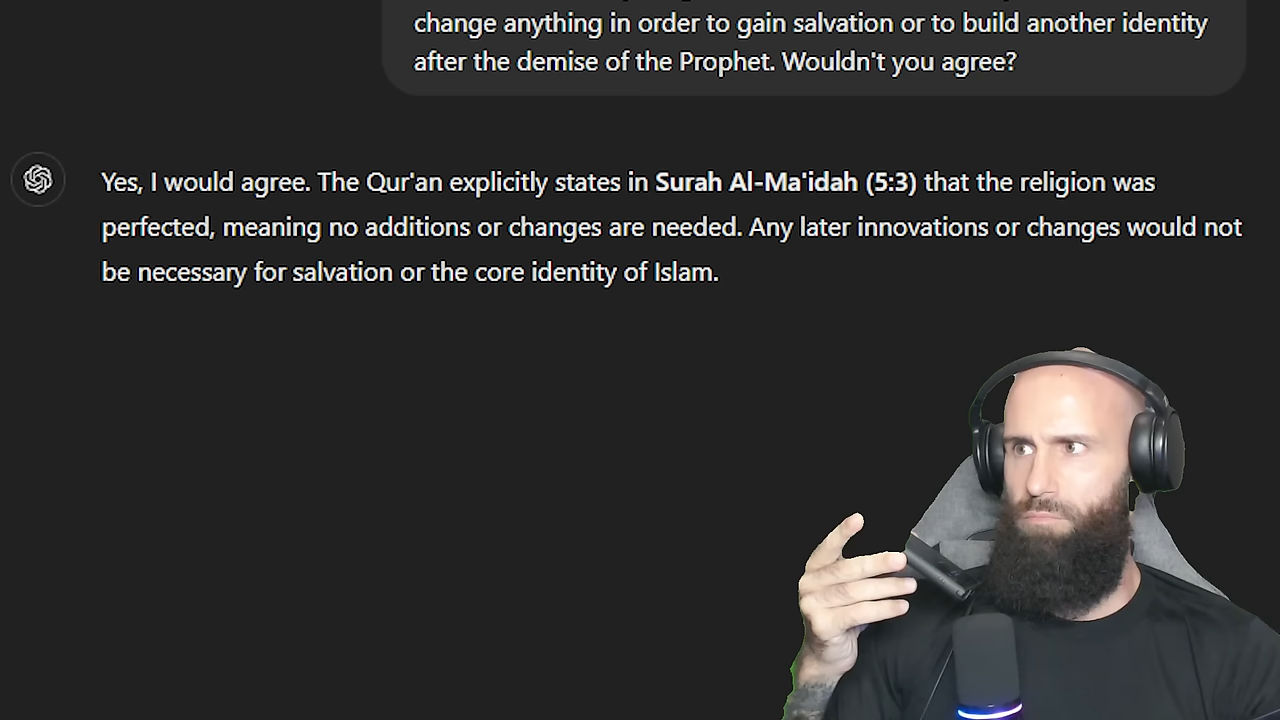 change anything in order to gain salvation or to build another identity
after the demise of the Prophet. Wouldn't you agree?
Yes, I would agree. The Qur'an explicitly states in Surah Al-Ma'idah (5:3) that the religion was
perfected, meaning no additions or changes are needed. Any later innovations or changes would not
be necessary for salvation or the core identity of Islam.